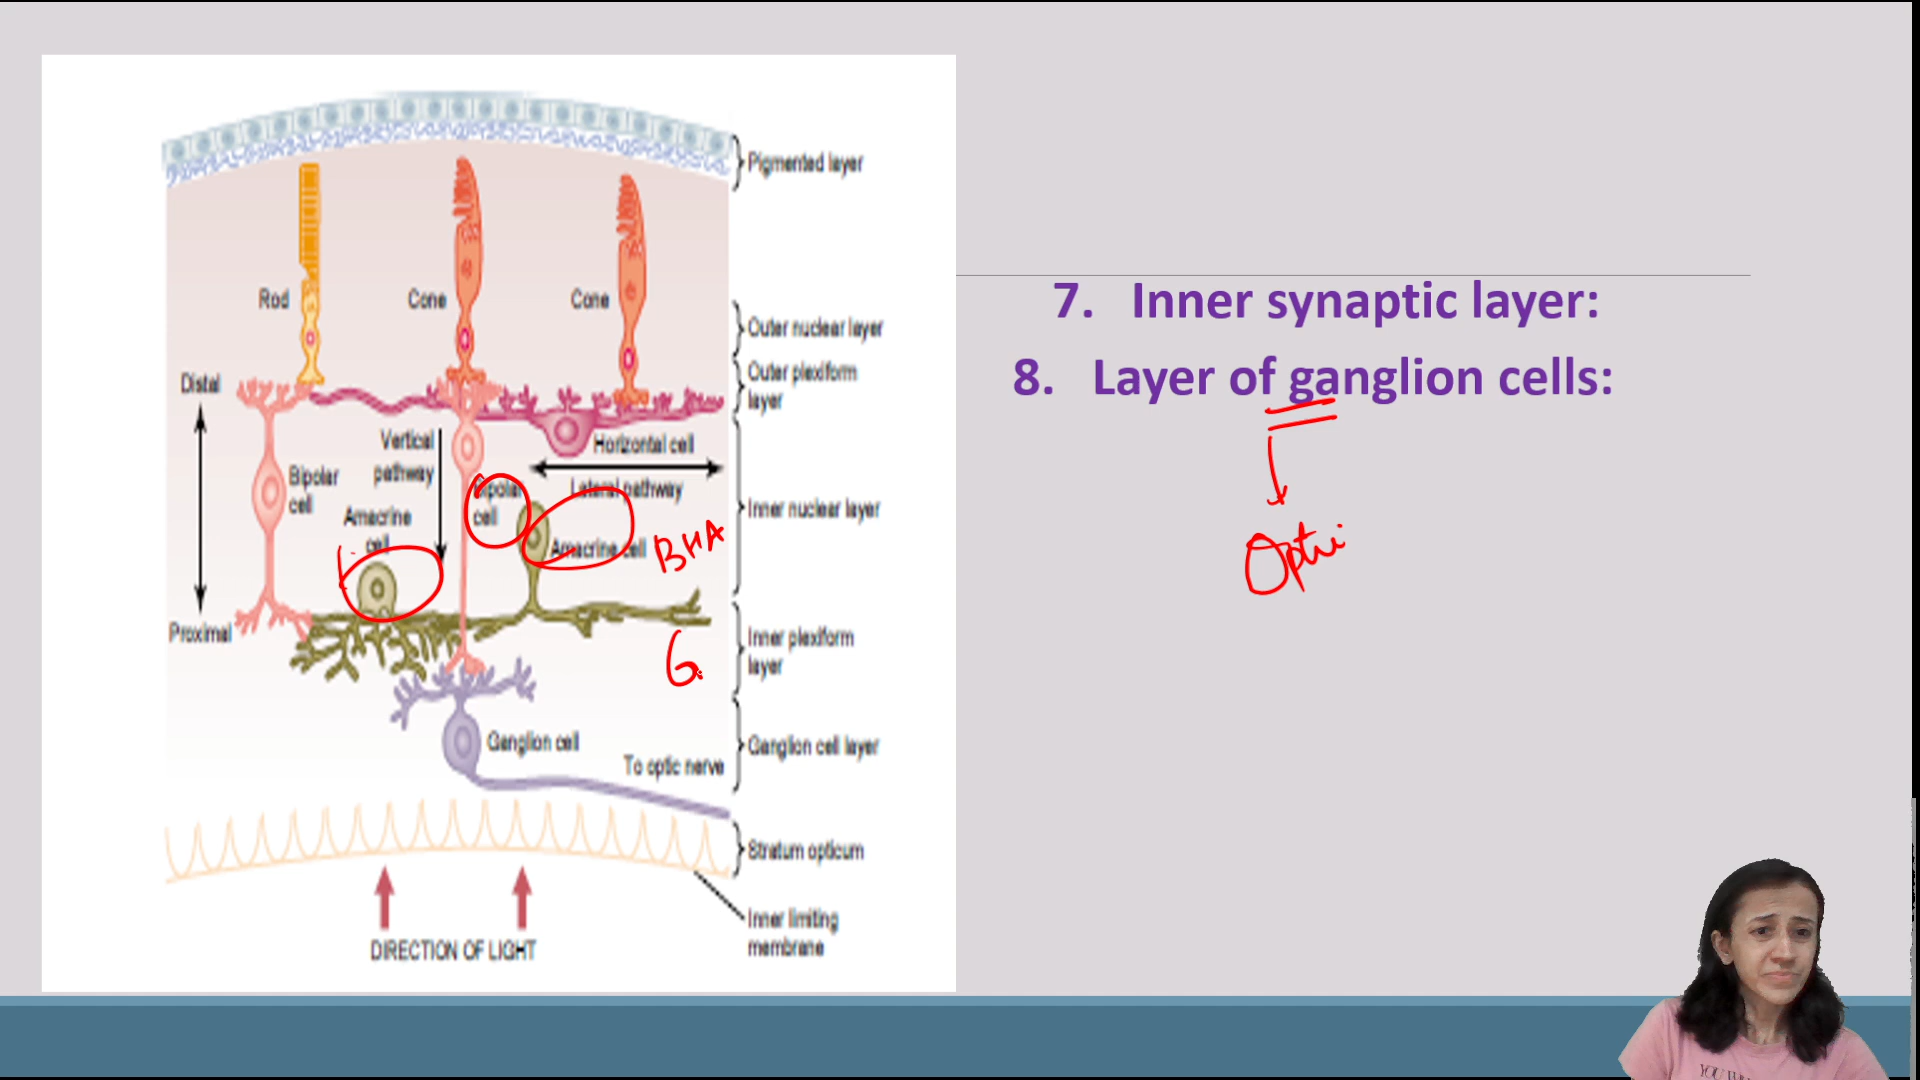 Pigmented layer
Rod
Cone
Cone
Outer nuclear layer
Outer plexiform
layer
Distal
Vertical
pathway
Horizontal cell
Lateral pathway
Bipolar
cell
Bipolar
cell
Amacrine
cell
Amacrine cell
Inner nuclear layer
BHA
Proximal
Inner plexiform
layer
6
Ganglion cell
Ganglion cell layer
To optic nerve
Stratum opticum
Inner limiting
membrane
DIRECTION OF LIGHT
7. Inner synaptic layer:
8. Layer of ganglion cells:
Opti